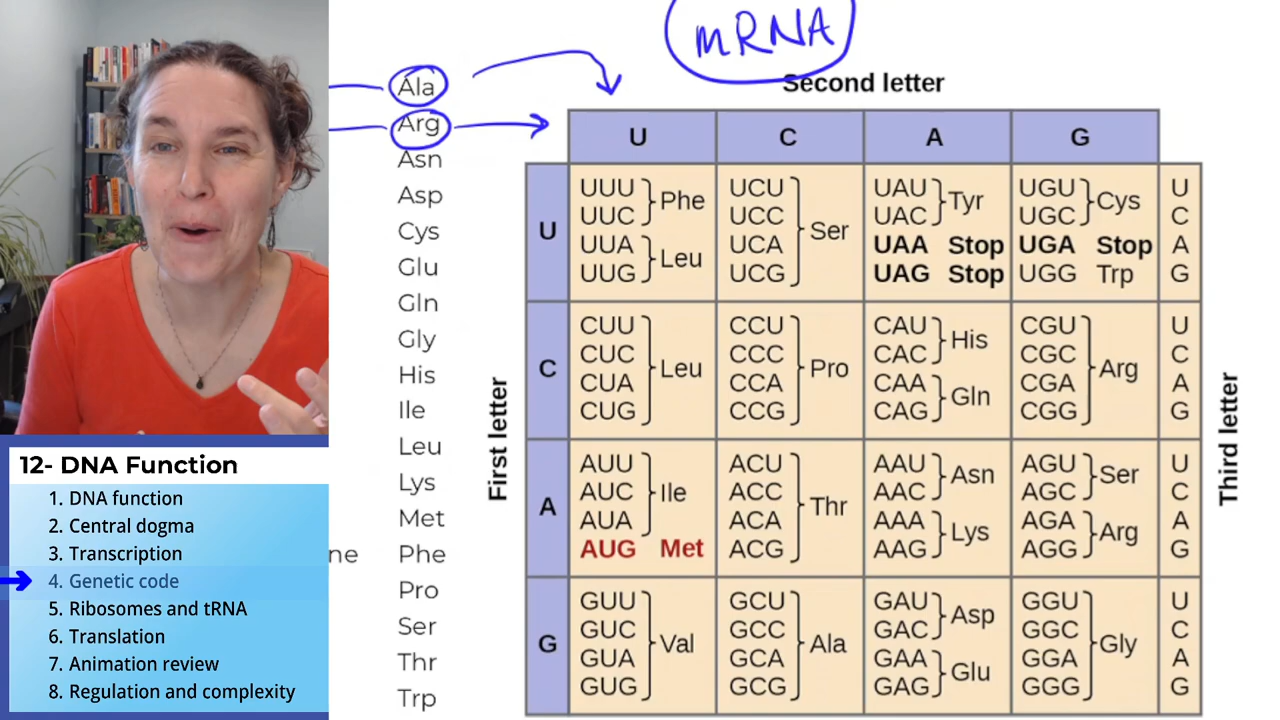 mRNA
Second letter
Ala
Arg
Asn
Asp
Cys
Glu
Gln
Gly
His
Ile
Leu
Lys
Met
ne Phe
Pro
Ser
Thr
Trp
U C A G
First letter
U
UUU UUC Phe
UUA UUG Leu
UCU UCC UCA UCG Ser
UAU UAC Tyr
UAA Stop
UAG Stop
UGU UGC Cys
UGA Stop
UGG Trp
U C A G
C
CUU CUC CUA CUG Leu
CCU CCC CCA CCG Pro
CAU CAC His
CAA CAG Gln
CGU CGC CGA CGG Arg
U C A G
A
AUU AUC AUA Ile
AUG Met
ACU ACC ACA ACG Thr
AAU AAC Asn
AAA AAG Lys
AGU AGC Ser
AGA AGG Arg
U C A G
G
GUU GUC GUA GUG Val
GCU GCC GCA GCG Ala
GAU GAC Asp
GAA GAG Glu
GGU GGC GGA GGG Gly
U C A G
Third letter
12- DNA Function
1. DNA function
2. Central dogma
3. Transcription
4. Genetic code
5. Ribosomes and tRNA
6. Translation
7. Animation review
8. Regulation and complexity